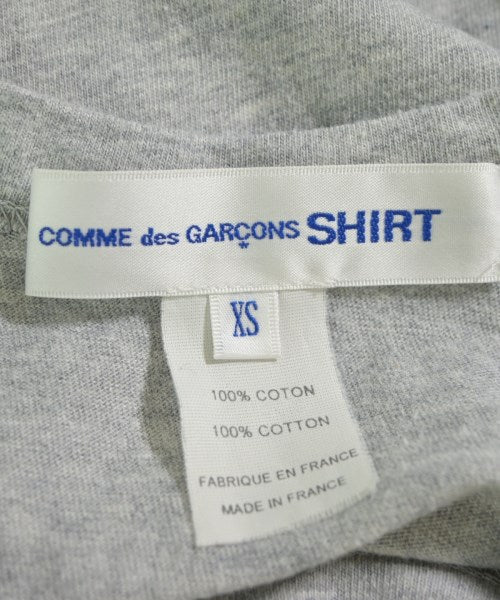 COMME des GARÇONS SHIRT
XS
100% COTON
100% COTTON
FABRIQUE EN FRANCE
MADE IN FRANCE